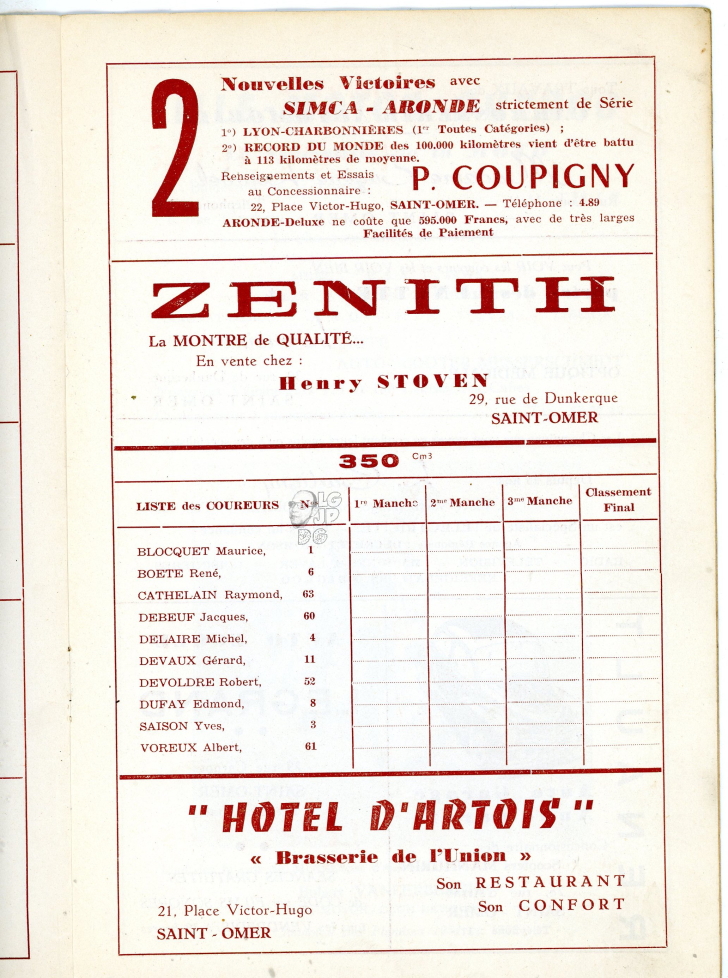 2
Nouvelles Victoires avec
SIMCA - ARONDE strictement de Série
1°) LYON-CHARBONNIÈRES (1er Toutes Catégories) ;
2°) RECORD DU MONDE des 100.000 kilomètres vient d'être battu
à 113 kilomètres de moyenne.
Renseignements et Essais
au Concessionnaire :
P. COUPIGNY
22, Place Victor-Hugo, SAINT-OMER. — Téléphone : 4.89
ARONDE-Deluxe ne coûte que 595.000 Francs, avec de très larges
Facilités de Paiement
ZENITH
La MONTRE de QUALITÉ...
En vente chez :
Henry STOVEN
29, rue de Dunkerque
SAINT-OMER
350 Cm3
LISTE des COUREURS N° 1re Manche 2me Manche 3me Manche Classement Final
LG
JP
DG
BLOCQUET Maurice, 1
BOETE René, 6
CATHELAIN Raymond, 63
DEBEUF Jacques, 60
DELAIRE Michel, 4
DEVAUX Gérard, 11
DEVOLDRE Robert, 52
DUFAY Edmond, 8
SAISON Yves, 3
VOREUX Albert, 61
" HOTEL D'ARTOIS "
« Brasserie de l'Union »
Son RESTAURANT
Son CONFORT
21, Place Victor-Hugo
SAINT-OMER